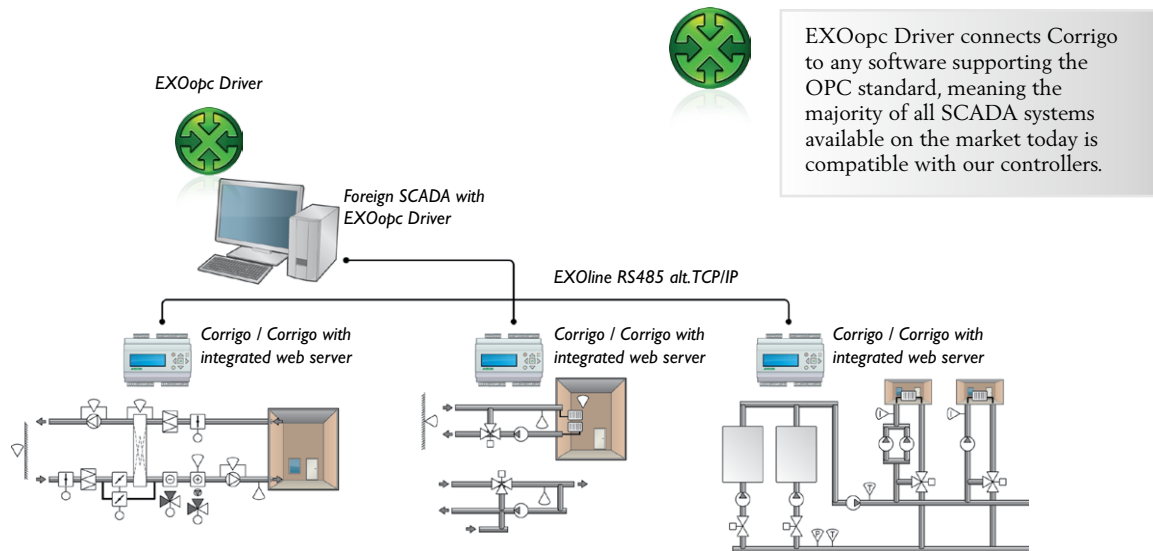 EXOopc Driver connects Corrigo
to any software supporting the
OPC standard, meaning the
majority of all SCADA systems
available on the market today is
compatible with our controllers.
EXOopc Driver
Foreign SCADA with
EXOopc Driver
EXOline RS485 alt.TCP/IP
Corrigo / Corrigo with
integrated web server
Corrigo / Corrigo with
integrated web server
Corrigo / Corrigo with
integrated web server
T
P
T